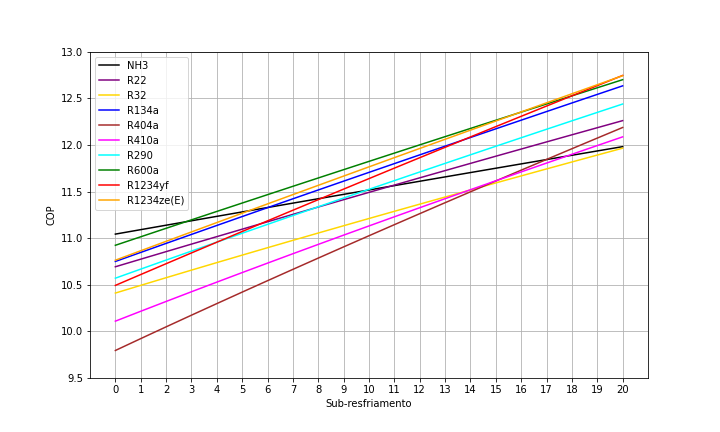 13.0
12.5
12.0
11.5
11.0
10.5
10.0
9.5
COP
NH3
R22
R32
R134a
R404a
R410a
R290
R600a
R1234yf
R1234ze(E)
0 1 2 3 4 5 6 7 8 9 10 11 12 13 14 15 16 17 18 19 20
Sub-resfriamento